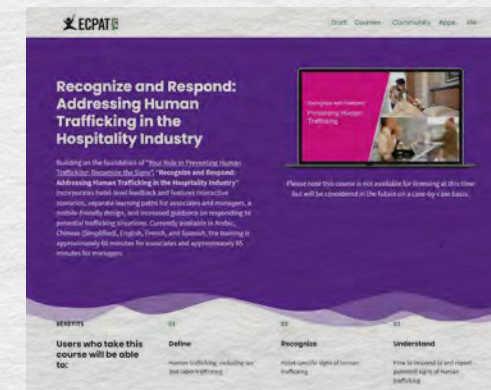 ECPAT USA
Start Courses Community Apps Me
Recognize and Respond:
Addressing Human
Trafficking in the
Hospitality Industry
Building on the foundation of "Your Role in Preventing Human
Trafficking: Recognize the Signs", "Recognize and Respond:
Addressing Human Trafficking in the Hospitality Industry"
incorporates hotel-level feedback and features interactive
scenarios, separate learning paths for associates and managers, a
mobile-friendly design, and increased guidance on responding to
potential trafficking situations. Currently available in Arabic,
Chinese (Simplified), English, French, and Spanish, the training is
approximately 60 minutes for associates and approximately 65
minutes for managers.
Recognize and Respond:
Preventing Human
Trafficking
Please note this course is not available for licensing at this time
but will be considered in the future on a case-by-case basis.
BENEFITS
Users who take this
course will be able
to:
01
Define
Human trafficking, including sex
and labor trafficking
02
Recognize
Hotel-specific signs of human
trafficking
03
Understand
How to respond to and report
potential signs of human
trafficking